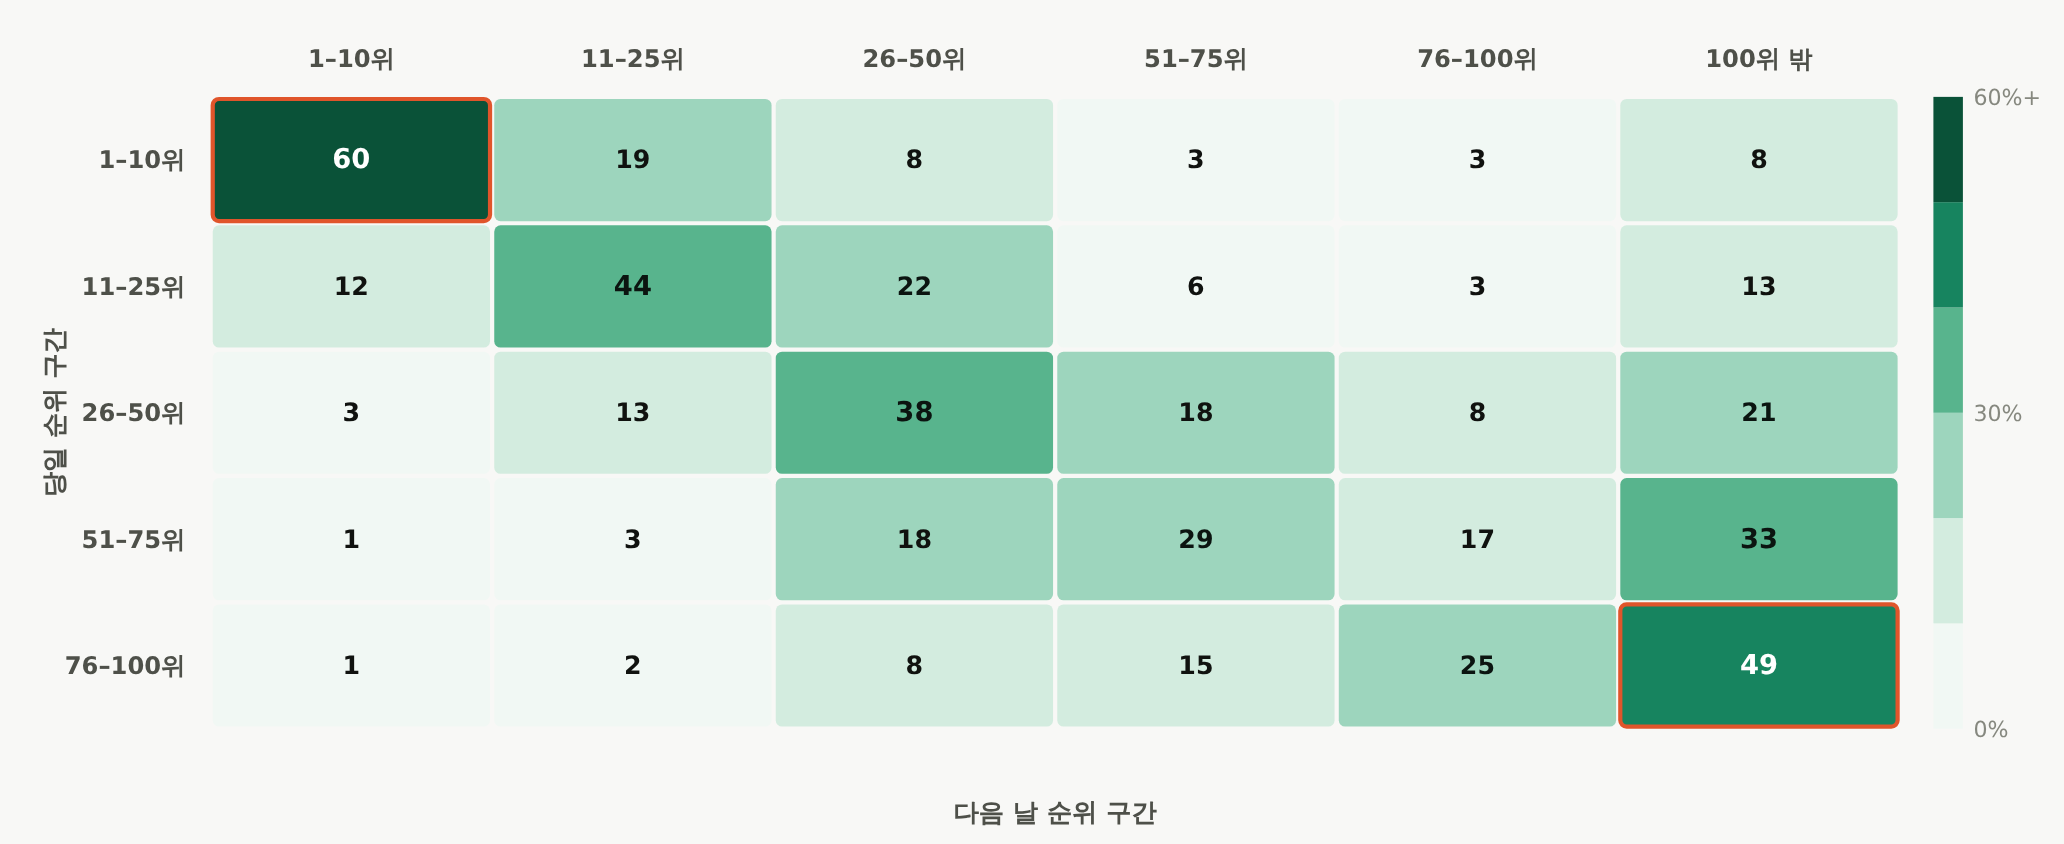 1–10위 11–25위 26–50위 51–75위 76–100위 100위 밖
60%+
1–10위 60 19 8 3 3 8
11–25위 12 44 22 6 3 13
당일 순위 구간
26–50위 3 13 38 18 8 21
30%
51–75위 1 3 18 29 17 33
76–100위 1 2 8 15 25 49
0%
다음 날 순위 구간